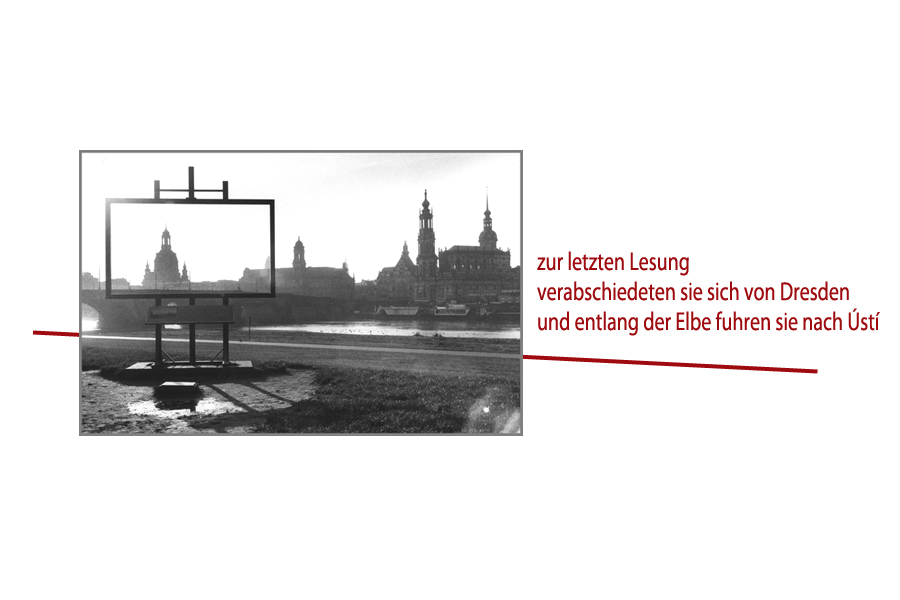 zur letzten Lesung
verabschiedeten sie sich von Dresden
und entlang der Elbe fuhren sie nach Ústí